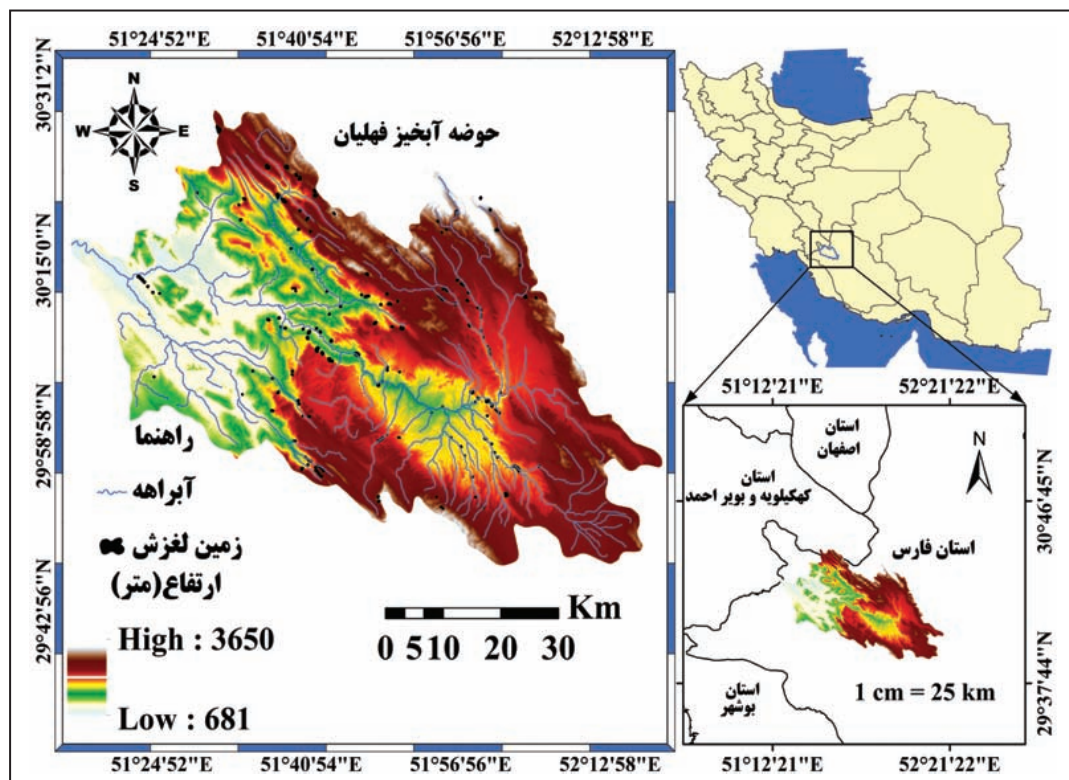 51°24'52"E 51°40'54"E 51°56'56"E 52°12'58"E
30°31'2"N
30°15'0"N
29°58'58"N
29°42'56"N
N
W E
S
حوضه آبخیز فهلیان
راهنما
آبراهه
زمین لغزش
ارتفاع(متر)
High : 3650
Low : 681
Km
0 5 10 20 30
51°24'52"E 51°40'54"E 51°56'56"E 52°12'58"E
51°12'21"E 52°21'22"E
استان
اصفهان
N
استان
کهکیلویه و بویر احمد
استان فارس
30°46'45"N
29°37'44"N
استان
بوشهر
1 cm = 25 km
51°12'21"E 52°21'22"E